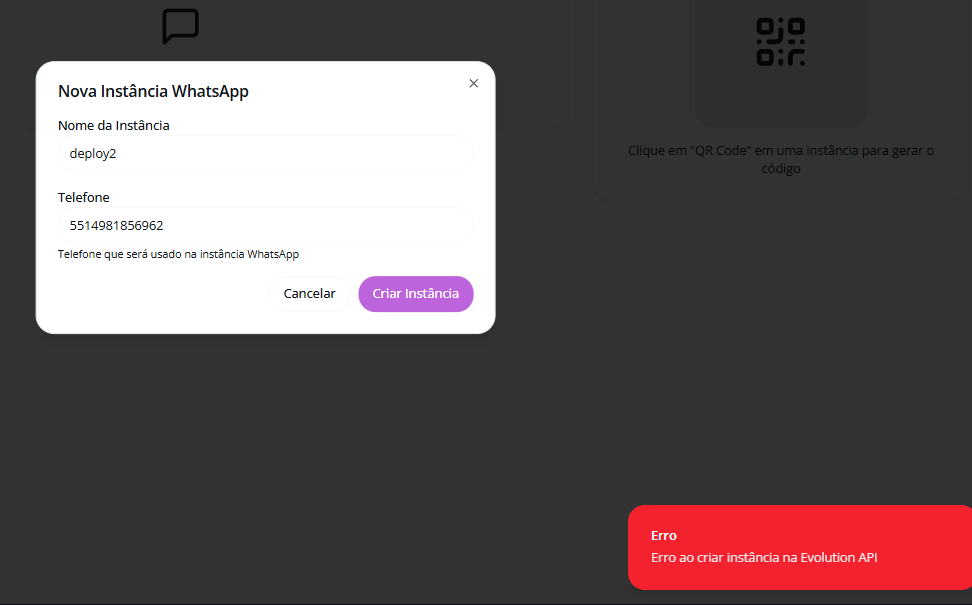 Nova Instância WhatsApp
Nome da Instância
deploy2
Telefone
5514981856962
Telefone que será usado na instância WhatsApp
Cancelar
Criar Instância
Clique em "QR Code" em uma instância para gerar o
código
Erro
Erro ao criar instância na Evolution API